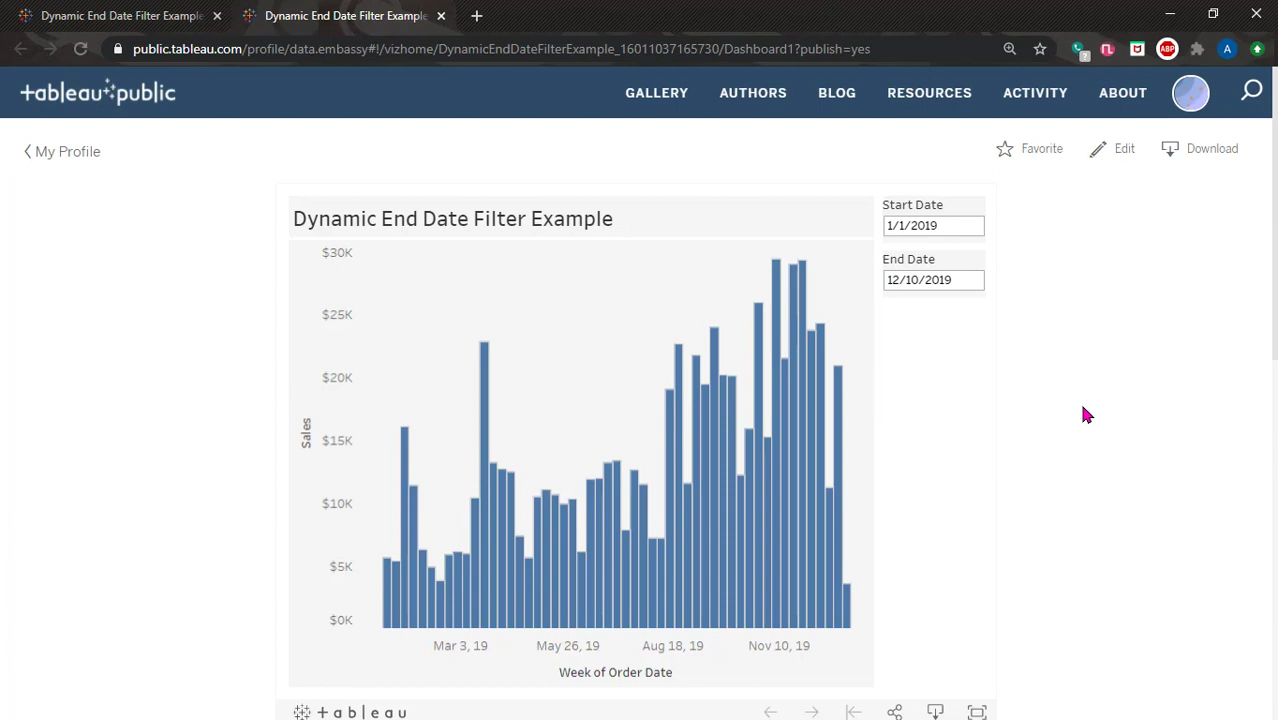 Dynamic End Date Filter Example
Dynamic End Date Filter Example
public.tableau.com/profile/data.embassy#!/vizhome/DynamicEndDateFilterExample_16011037165730/Dashboard1?publish=yes
?
ABP
A
+ableau public
GALLERY
AUTHORS
BLOG
RESOURCES
ACTIVITY
ABOUT
My Profile
Favorite
Edit
Download
Dynamic End Date Filter Example
Start Date
1/1/2019
End Date
12/10/2019
$30K
$25K
$20K
$15K
$10K
$5K
$0K
Sales
Mar 3, 19
May 26, 19
Aug 18, 19
Nov 10, 19
Week of Order Date
+ableau